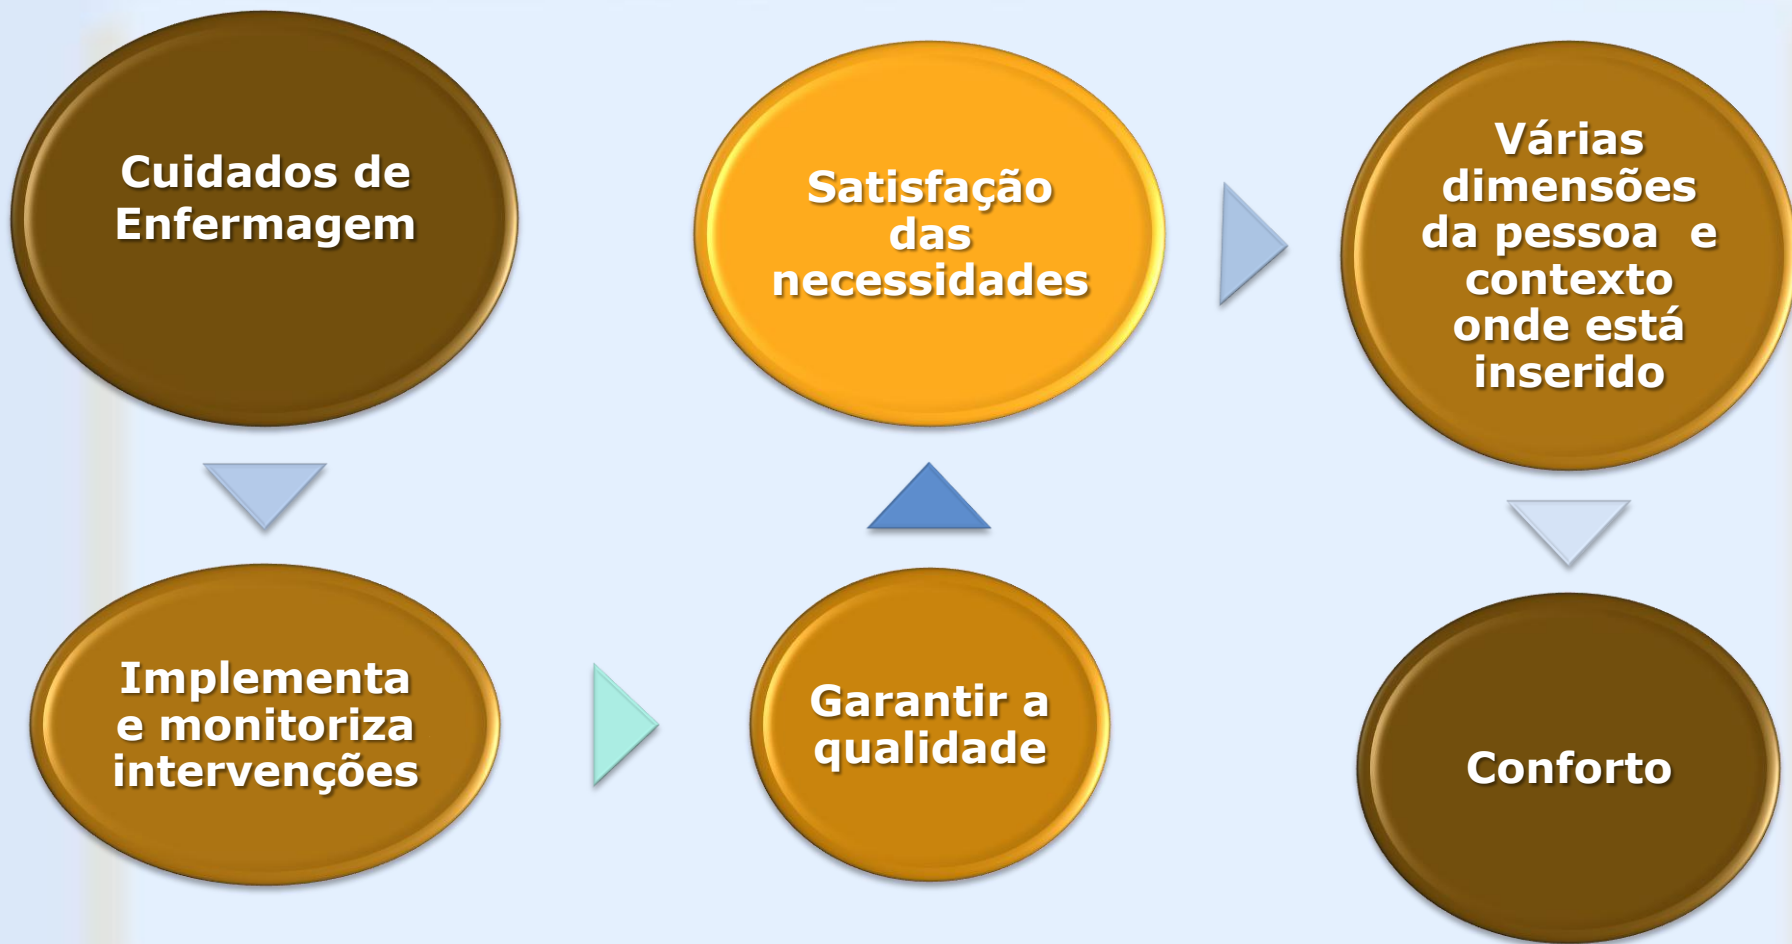 Cuidados de
Enfermagem
Implementa
e monitoriza
intervenções
Garantir a
qualidade
Satisfação
das
necessidades
Várias
dimensões
da pessoa  e
contexto
onde está
inserido
Conforto